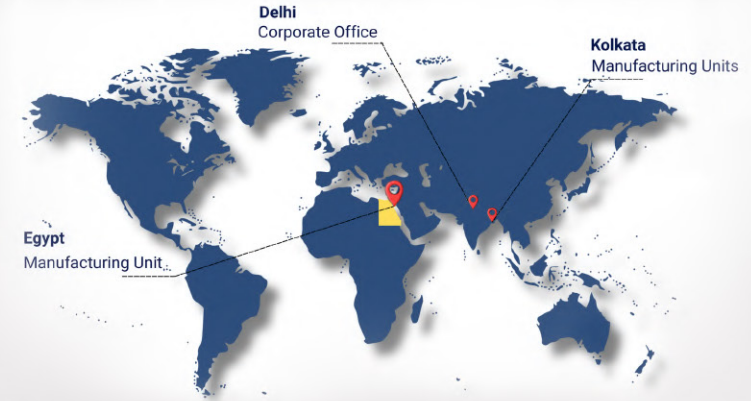 Delhi
Corporate Office
Kolkata
Manufacturing Units
Egypt
Manufacturing Unit